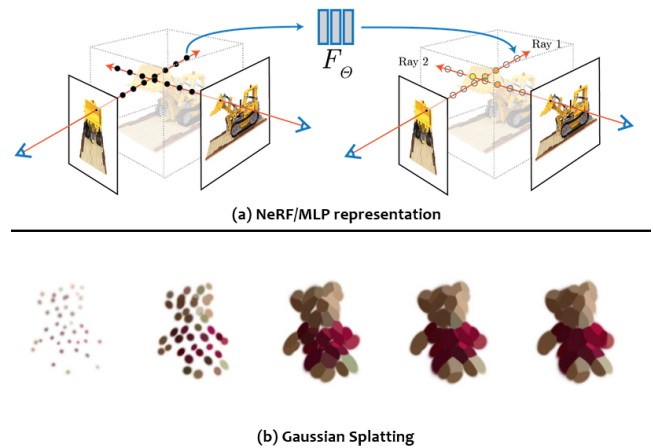 Ray 1
Ray 2
F_Θ
(a) NeRF/MLP representation
(b) Gaussian Splatting